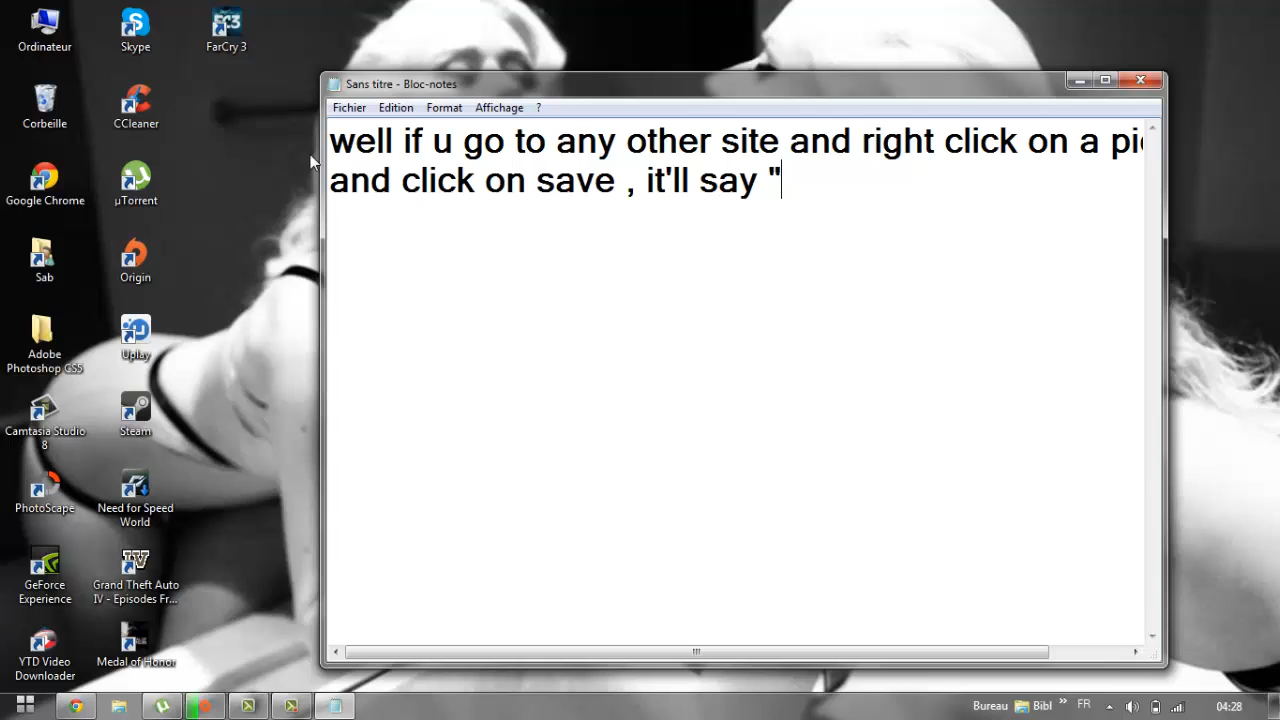 Ordinateur
Skype
FarCry 3
Corbeille
CCleaner
Google Chrome
µTorrent
Sab
Origin
Adobe
Photoshop CS5
Uplay
Camtasia Studio
8
Steam
PhotoScape
Need for Speed
World
GeForce
Experience
Grand Theft Auto
IV - Episodes Fr...
YTD Video
Downloader
Medal of Honor
Sans titre - Bloc-notes
Fichier Edition Format Affichage ?
well if u go to any other site and right click on a
and click on save , it'll say "
Bureau Bibl » FR 04:28